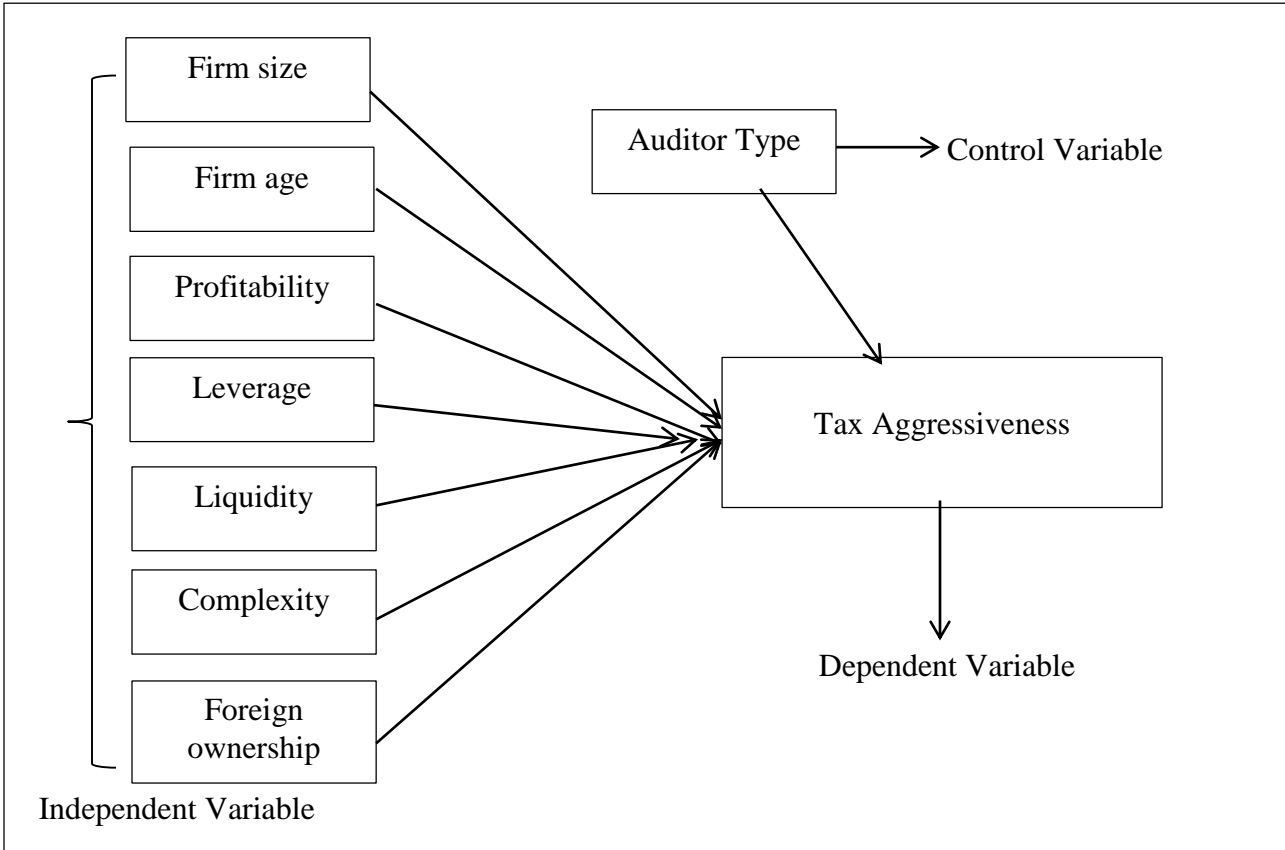 Firm size
Firm age
Profitability
Leverage
Liquidity
Complexity
Foreign
ownership
Independent Variable
Auditor Type
Control Variable
Tax Aggressiveness
Dependent Variable